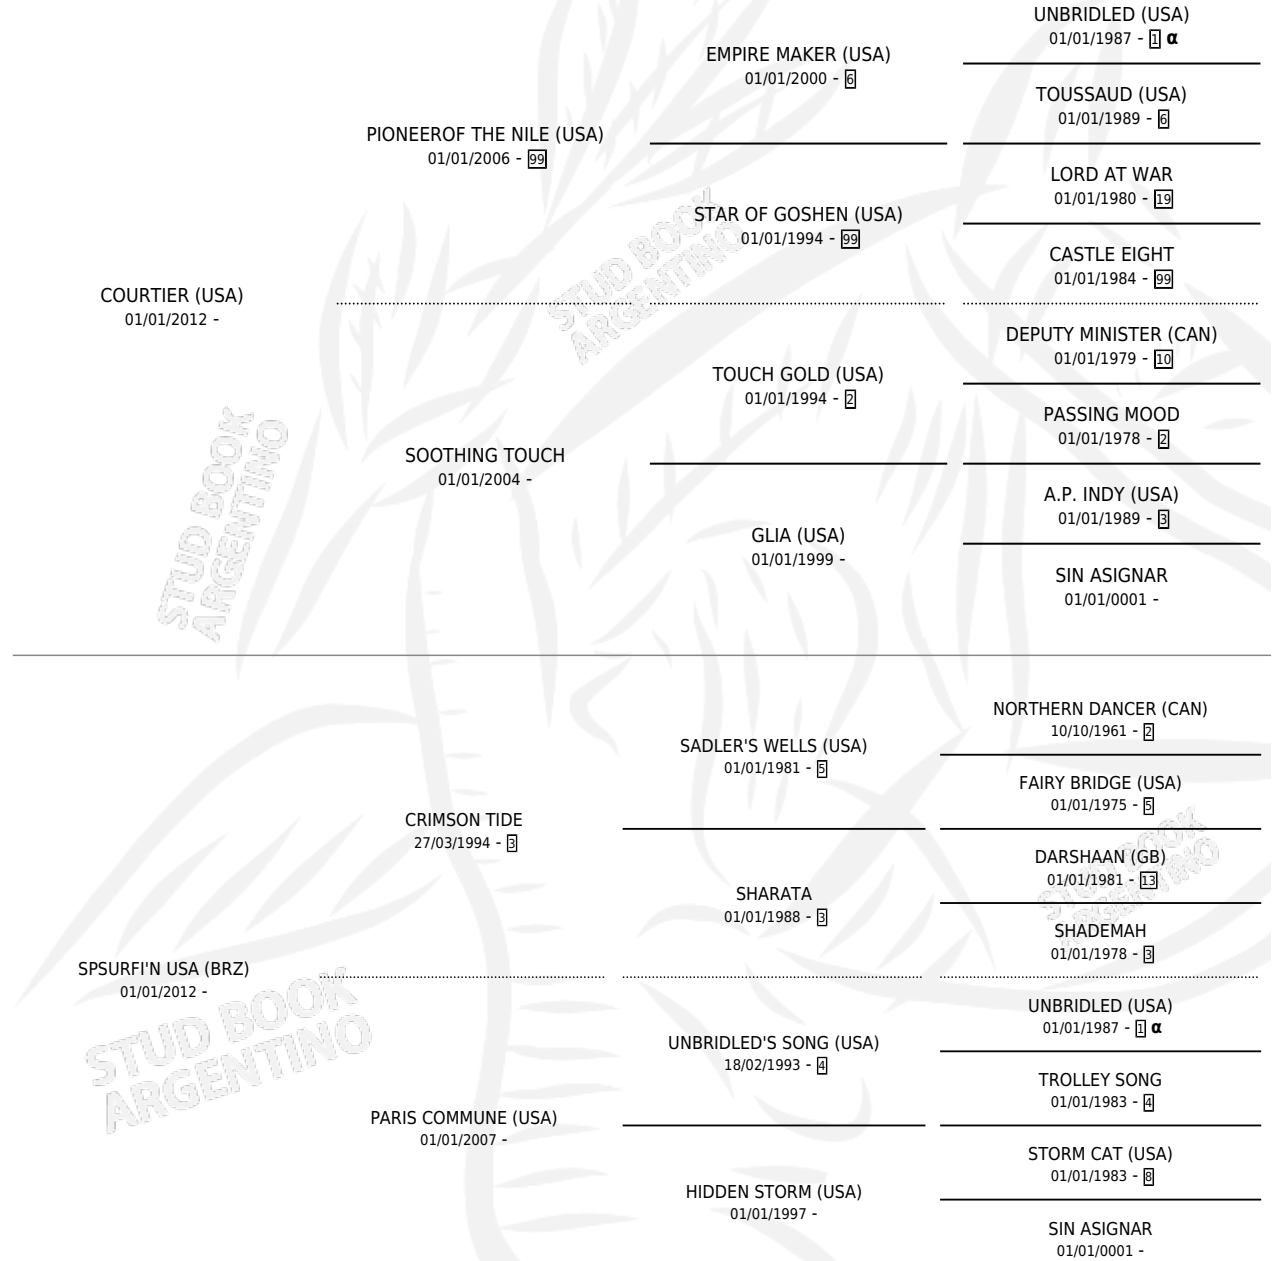 UNBRIDLED (USA)
01/01/1987 - 1 α
EMPIRE MAKER (USA)
01/01/2000 - 6
TOUSSAUD (USA)
01/01/1989 - 6
PIONEEROF THE NILE (USA)
01/01/2006 - 99
LORD AT WAR
01/01/1980 - 19
STAR OF GOSHEN (USA)
01/01/1994 - 99
CASTLE EIGHT
01/01/1984 - 99
COURTIER (USA)
01/01/2012 -
DEPUTY MINISTER (CAN)
01/01/1979 - 10
TOUCH GOLD (USA)
01/01/1994 - 2
PASSING MOOD
01/01/1978 - 2
SOOTHING TOUCH
01/01/2004 -
A.P. INDY (USA)
01/01/1989 - 3
GLIA (USA)
01/01/1999 -
SIN ASIGNAR
01/01/0001 -
NORTHERN DANCER (CAN)
10/10/1961 - 2
SADLER'S WELLS (USA)
01/01/1981 - 5
FAIRY BRIDGE (USA)
01/01/1975 - 5
CRIMSON TIDE
27/03/1994 - 3
DARSHAAN (GB)
01/01/1981 - 13
SHARATA
01/01/1988 - 3
SHADEMAH
01/01/1978 - 3
SPSURFI'N USA (BRZ)
01/01/2012 -
UNBRIDLED (USA)
01/01/1987 - 1 α
UNBRIDLED'S SONG (USA)
18/02/1993 - 4
TROLLEY SONG
01/01/1983 - 4
PARIS COMMUNE (USA)
01/01/2007 -
STORM CAT (USA)
01/01/1983 - 8
HIDDEN STORM (USA)
01/01/1997 -
SIN ASIGNAR
01/01/0001 -
STUD BOOK
ARGENTINO
STUD BOOK
ARGENTINO
STUD BOOK
ARGENTINO
STUD BOOK
ARGENTINO